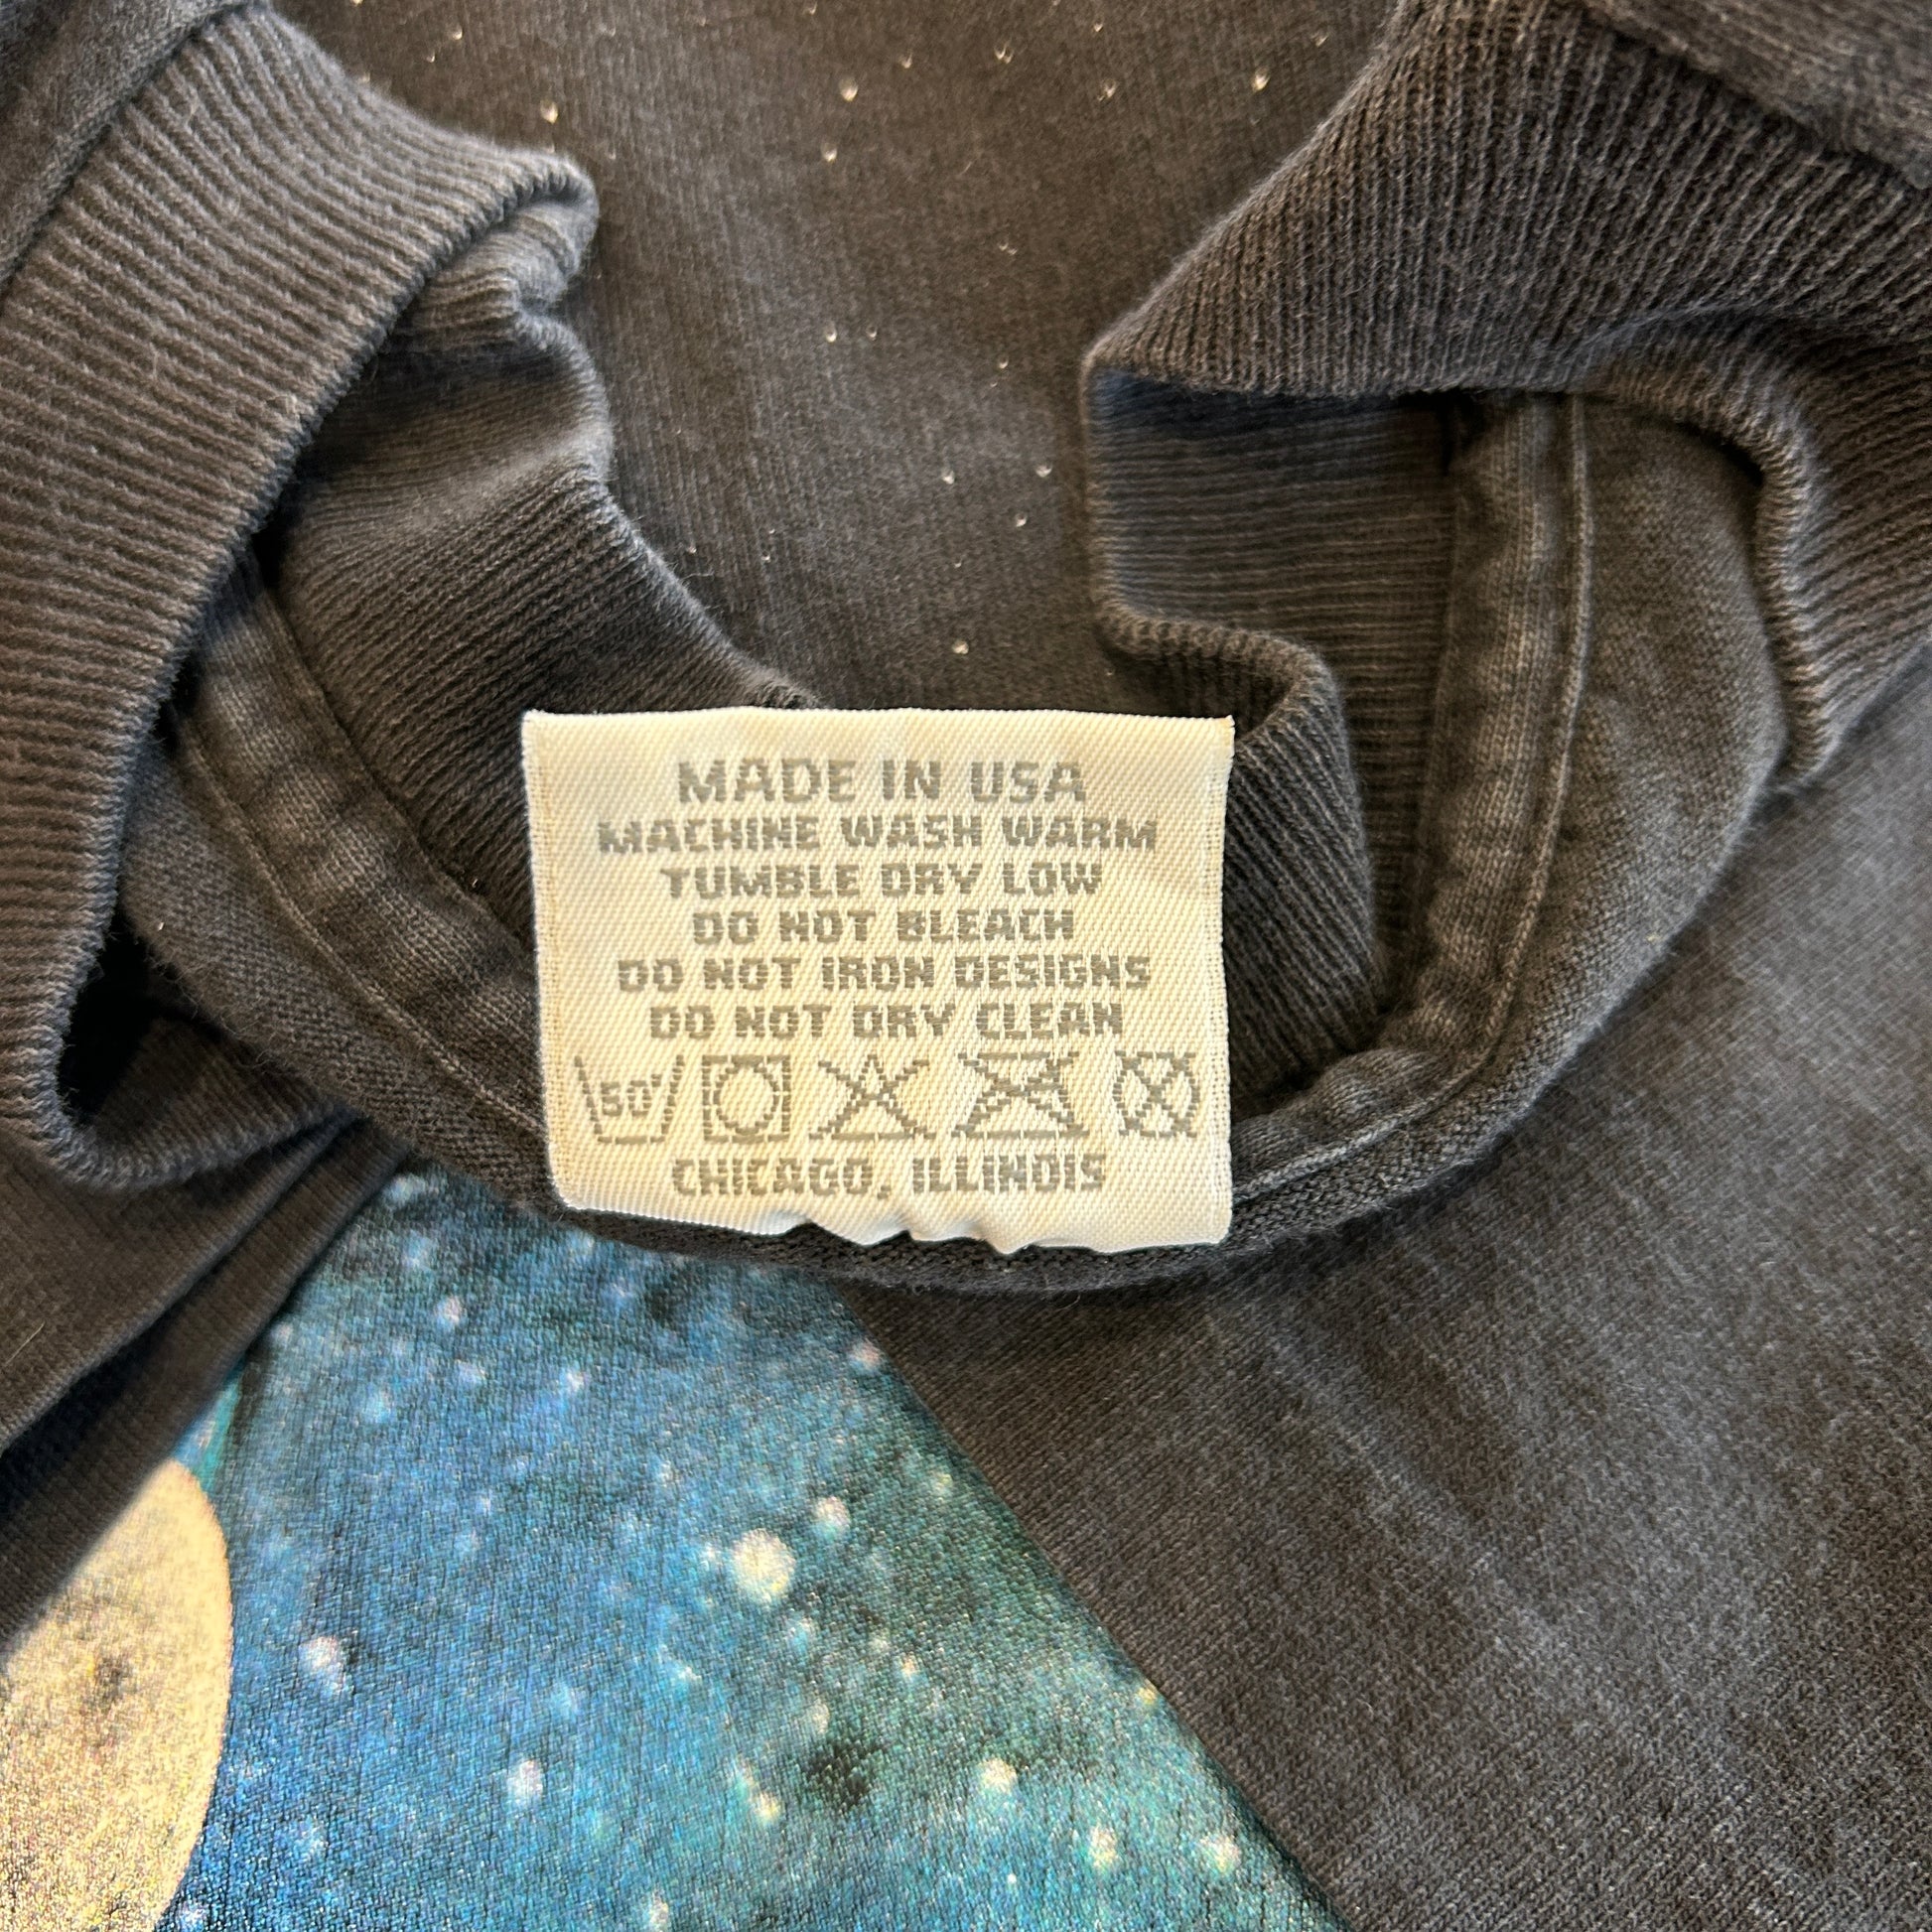 MADE IN USA
MACHINE WASH WARM
TUMBLE DRY LOW
DO NOT BLEACH
DO NOT IRON DESIGNS
DO NOT DRY CLEAN
50°
CHICAGO, ILLINOIS